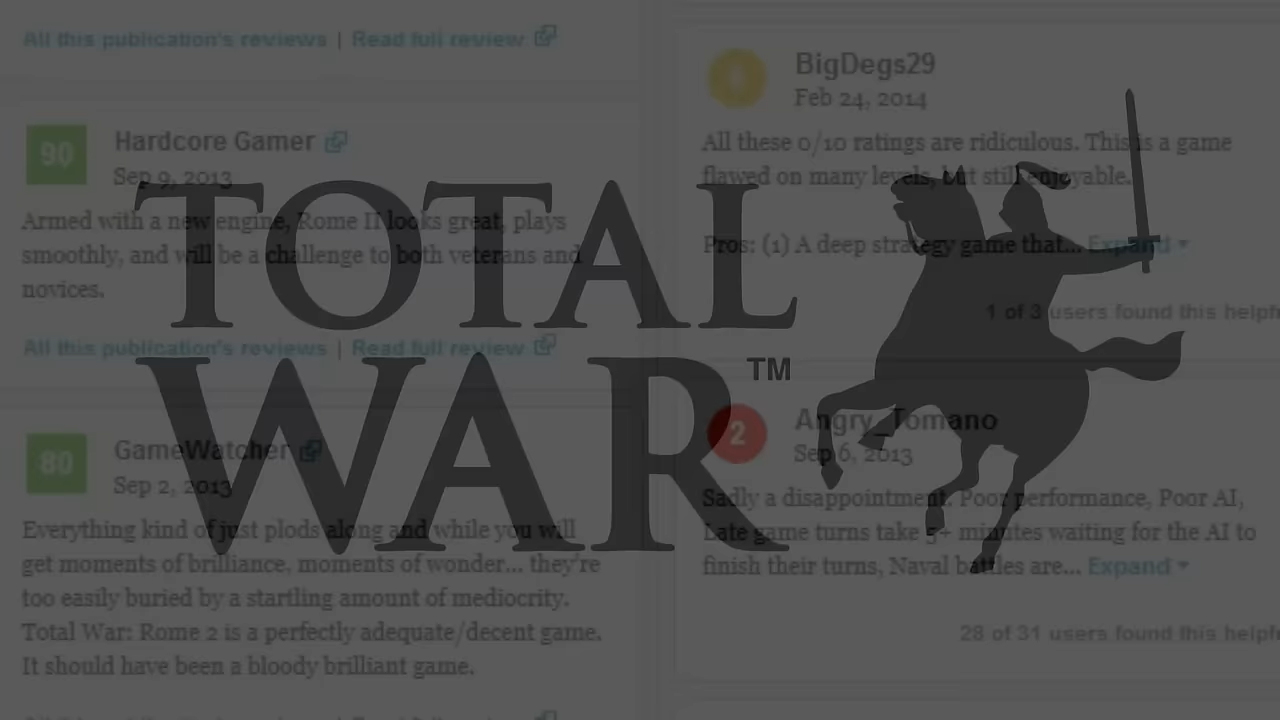 All this publication's reviews | Read full review
90
Hardcore Gamer
Sep 9, 2013
Armed with a new engine, Rome II looks great, plays
smoothly, and will be a challenge to both veterans and
novices.
All this publication's reviews | Read full review
80
GameWatcher
Sep 2, 2013
Everything kind of just plods along and while you will
get moments of brilliance, moments of wonder... they're
too easily buried by a startling amount of mediocrity.
Total War: Rome 2 is a perfectly adequate/decent game.
It should have been a bloody brilliant game.
BigDegs29
Feb 24, 2014
All these 0/10 ratings are ridiculous. This is a game
flawed on many levels, but still enjoyable.
Pros: (1) A deep strategy game that... Expand
1 of 3 users found this helpf
2
Angry_Tomano
Sep 6, 2013
Sadly a disappointment. Poor performance, Poor AI,
Late game turns take 5+ minutes waiting for the AI to
finish their turns, Naval battles are... Expand
28 of 31 users found this helpf
TOTAL
WAR™